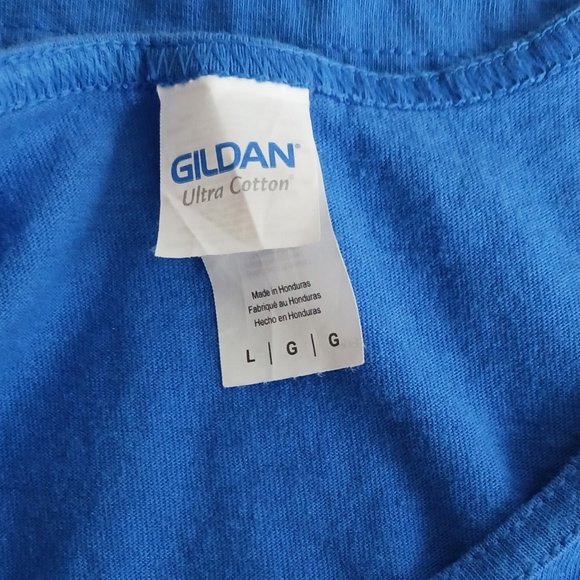 GILDAN®
Ultra Cotton®
Made in Honduras
Fabriqué au Honduras
Hecho en Honduras
L | G | G